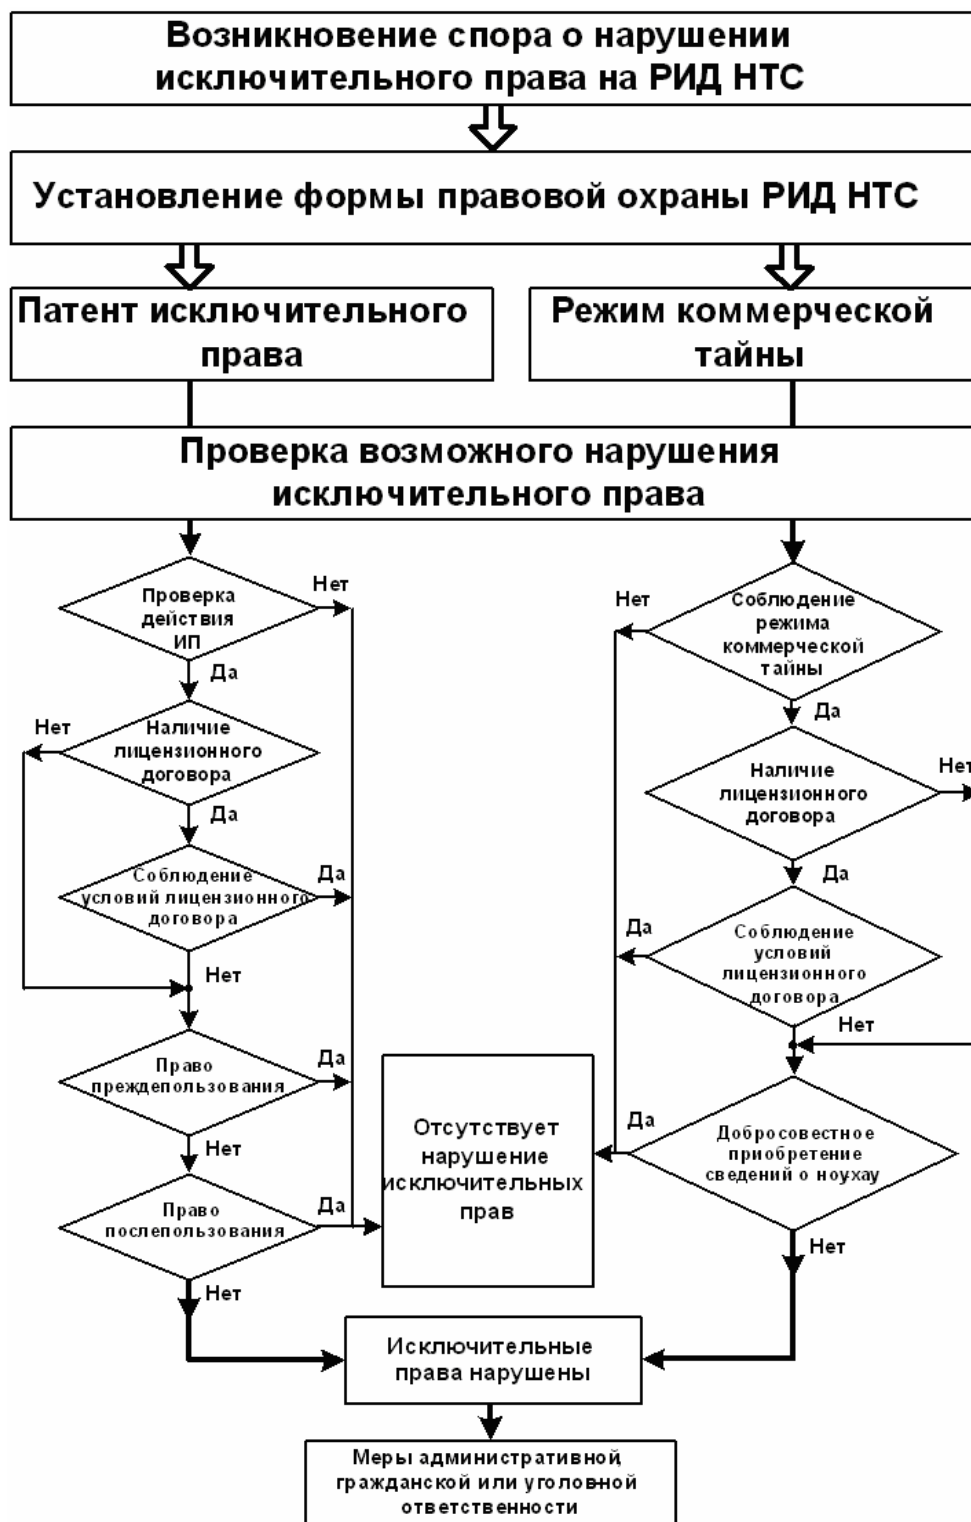 Возникновение спора о нарушении
исключительного права на РИД НТС
Установление формы правовой охраны РИД НТС
Патент исключительного
права
Режим коммерческой
тайны
Проверка возможного нарушения
исключительного права
Проверка
действия
ИП
Нет
Да
Наличие
лицензионного
договора
Нет
Да
Соблюдение
условий лицензионного
договора
Да
Нет
Право
преждепользования
Да
Нет
Право
послепользования
Да
Нет
Соблюдение
режима
коммерческой
тайны
Нет
Да
Наличие
лицензионного
договора
Нет
Да
Соблюдение
условий
лицензионного
договора
Да
Нет
Добросовестное
приобретение
сведений о ноу-хау
Да
Нет
Отсутствует
нарушение
исключительных
прав
Исключительные
права нарушены
Меры административной,
гражданской или уголовной
ответственности